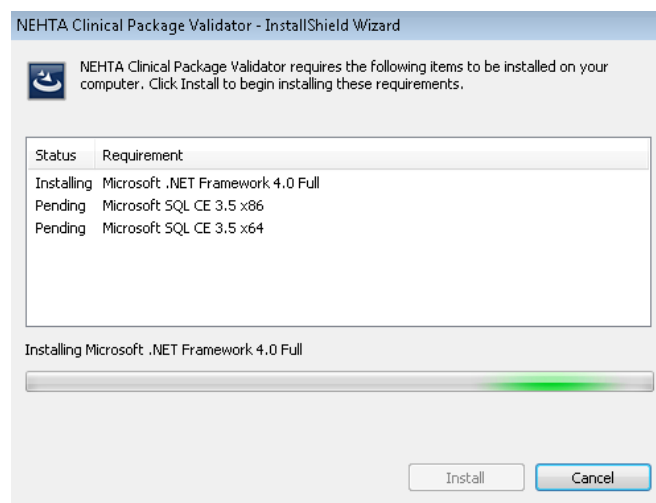 NEHTA Clinical Package Validator - InstallShield Wizard
NEHTA Clinical Package Validator requires the following items to be installed on your
computer. Click Install to begin installing these requirements.
Status Requirement
Installing Microsoft .NET Framework 4.0 Full
Pending Microsoft SQL CE 3.5 x86
Pending Microsoft SQL CE 3.5 x64
Installing Microsoft .NET Framework 4.0 Full
Install Cancel